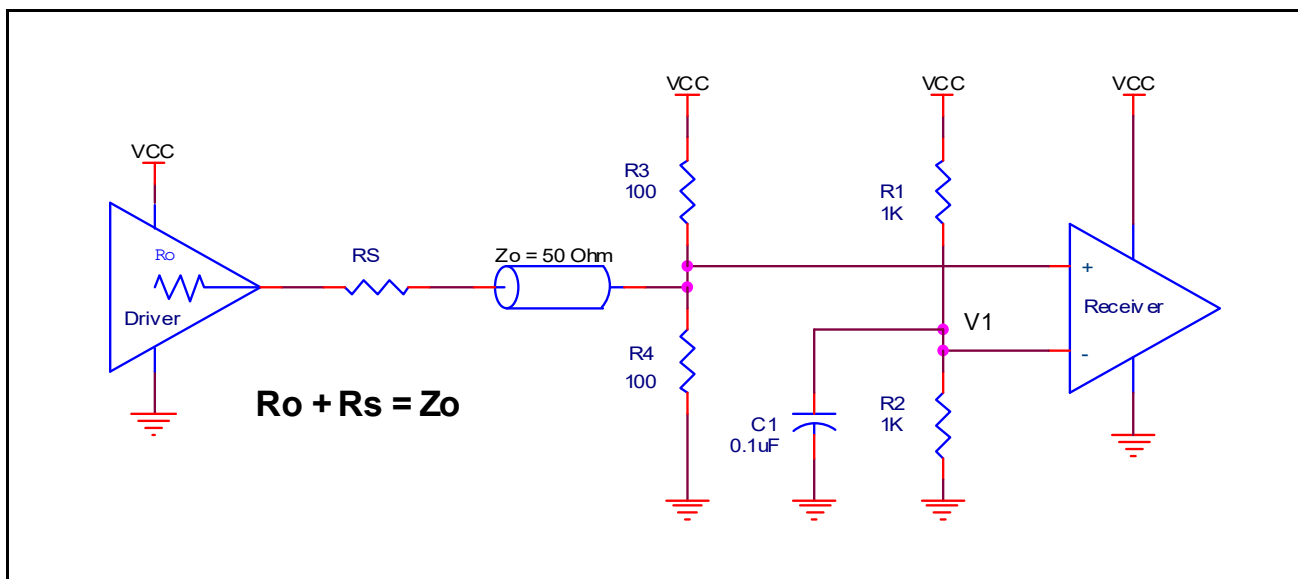 VCC
Ro
Driver
RS
Zo = 50 Ohm
VCC
R3
100
R4
100
VCC
R1
1K
V1
C1
0.1uF
R2
1K
VCC
+
-
Receiver
Ro + Rs = Zo